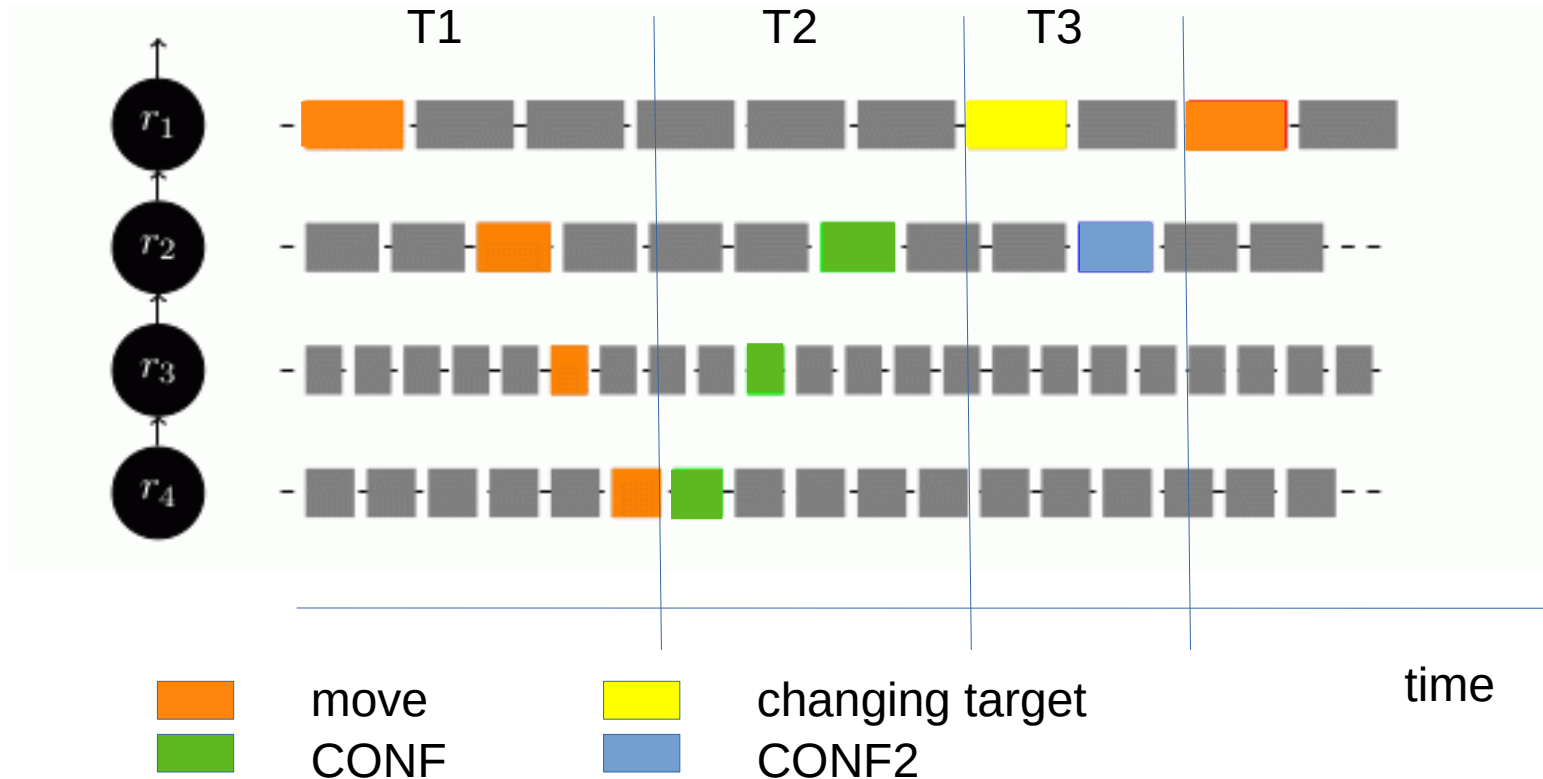 T1 T2 T3
r1
r2
r3
r4
time
move changing target
CONF CONF2